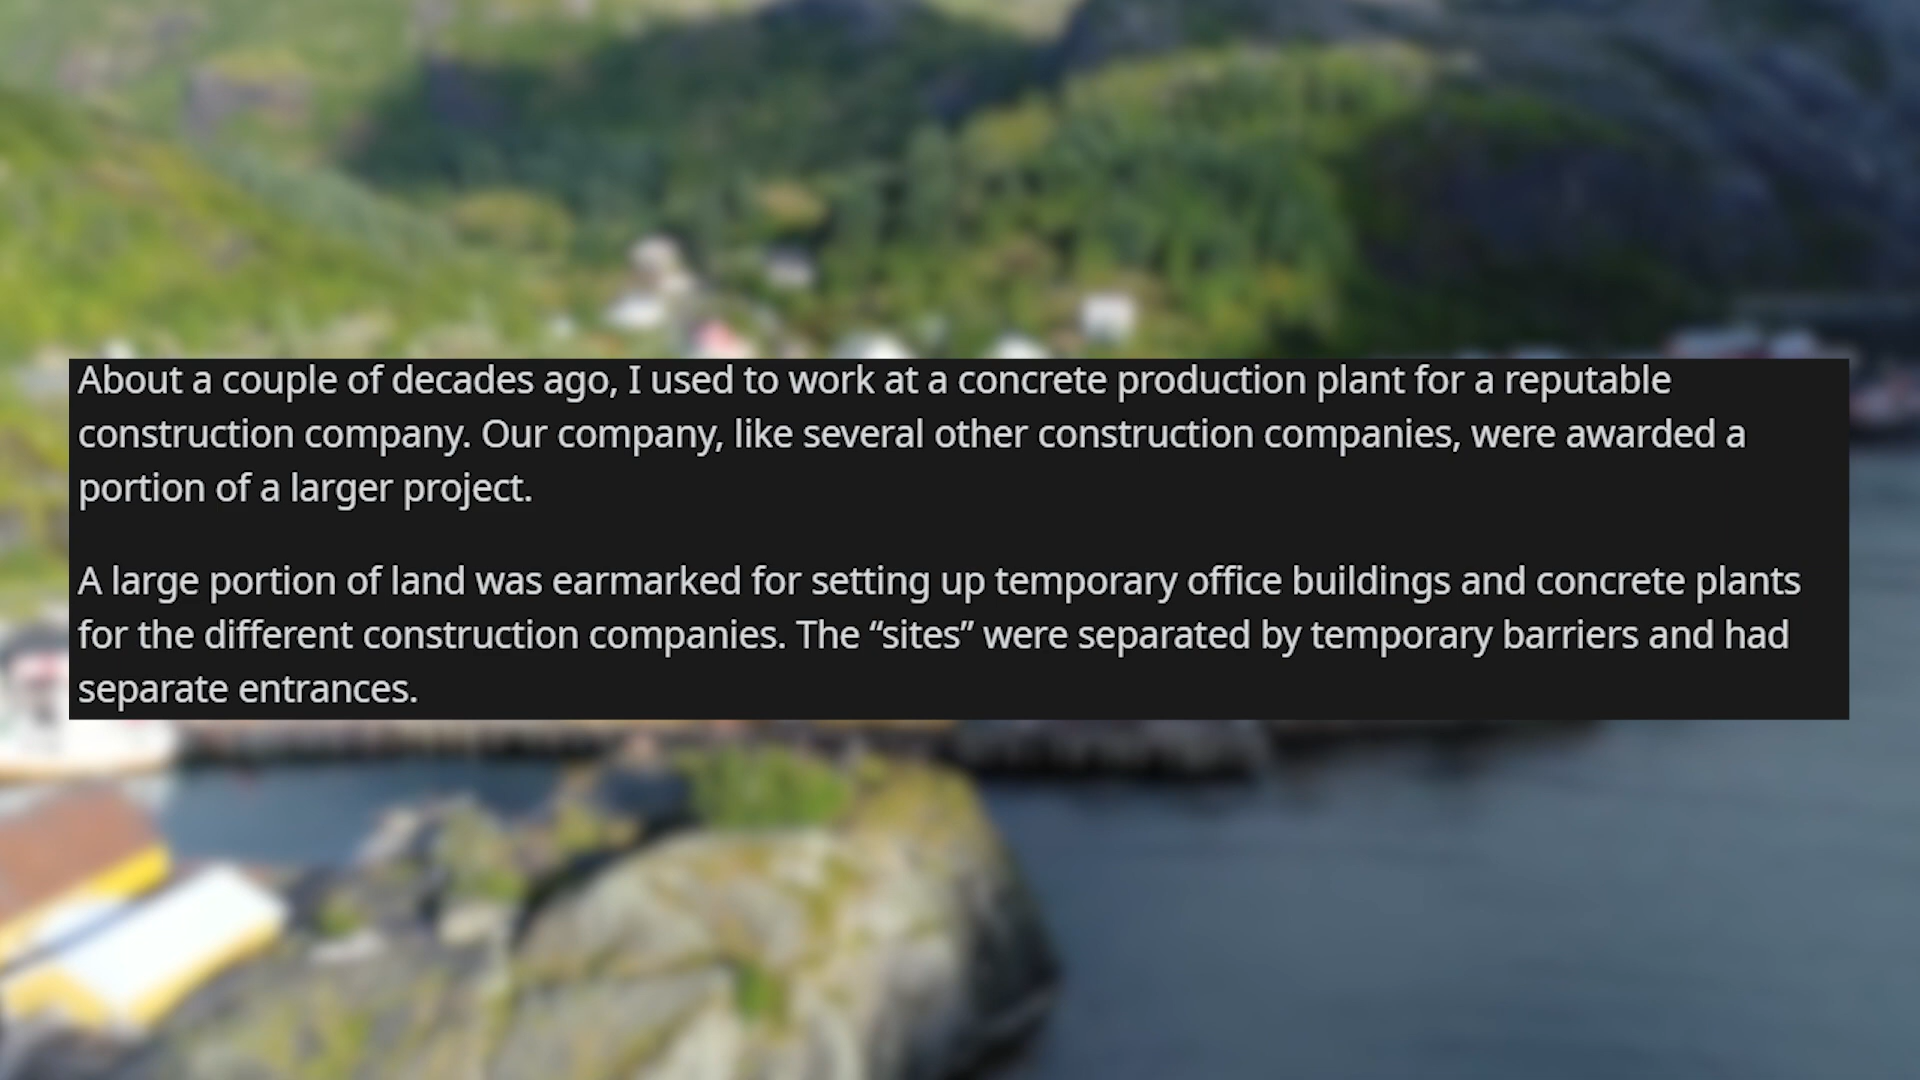 About a couple of decades ago, I used to work at a concrete production plant for a reputable
construction company. Our company, like several other construction companies, were awarded a
portion of a larger project.
A large portion of land was earmarked for setting up temporary office buildings and concrete plants
for the different construction companies. The “sites” were separated by temporary barriers and had
separate entrances.